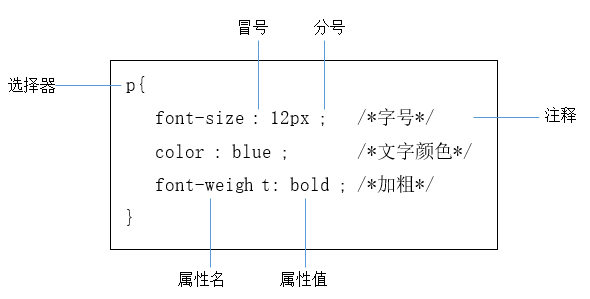 冒号 分号
选择器 p{
font-size : 12px ; /*字号*/ 注释
color : blue ; /*文字颜色*/
font-weigh t: bold ; /*加粗*/
}
属性名 属性值